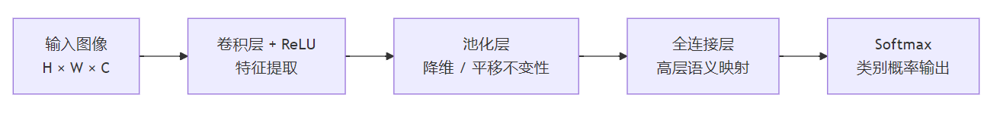 输入图像
H × W × C
卷积层 + ReLU
特征提取
池化层
降维 / 平移不变性
全连接层
高层语义映射
Softmax
类别概率输出